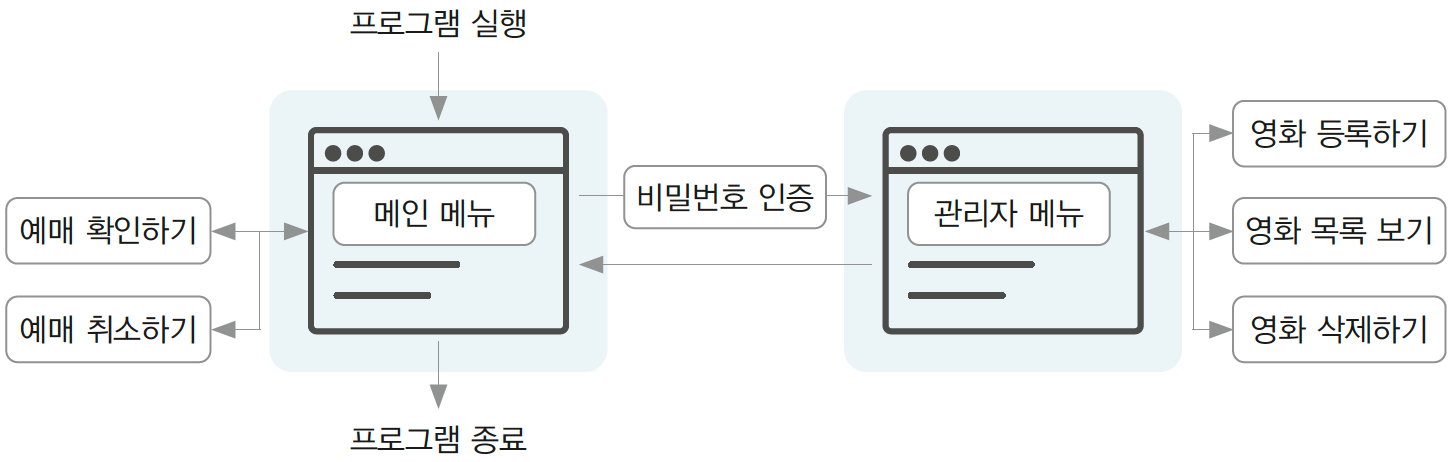 프로그램 실행
메인 메뉴
비밀번호 인증
관리자 메뉴
예매 확인하기
예매 취소하기
영화 등록하기
영화 목록 보기
영화 삭제하기
프로그램 종료